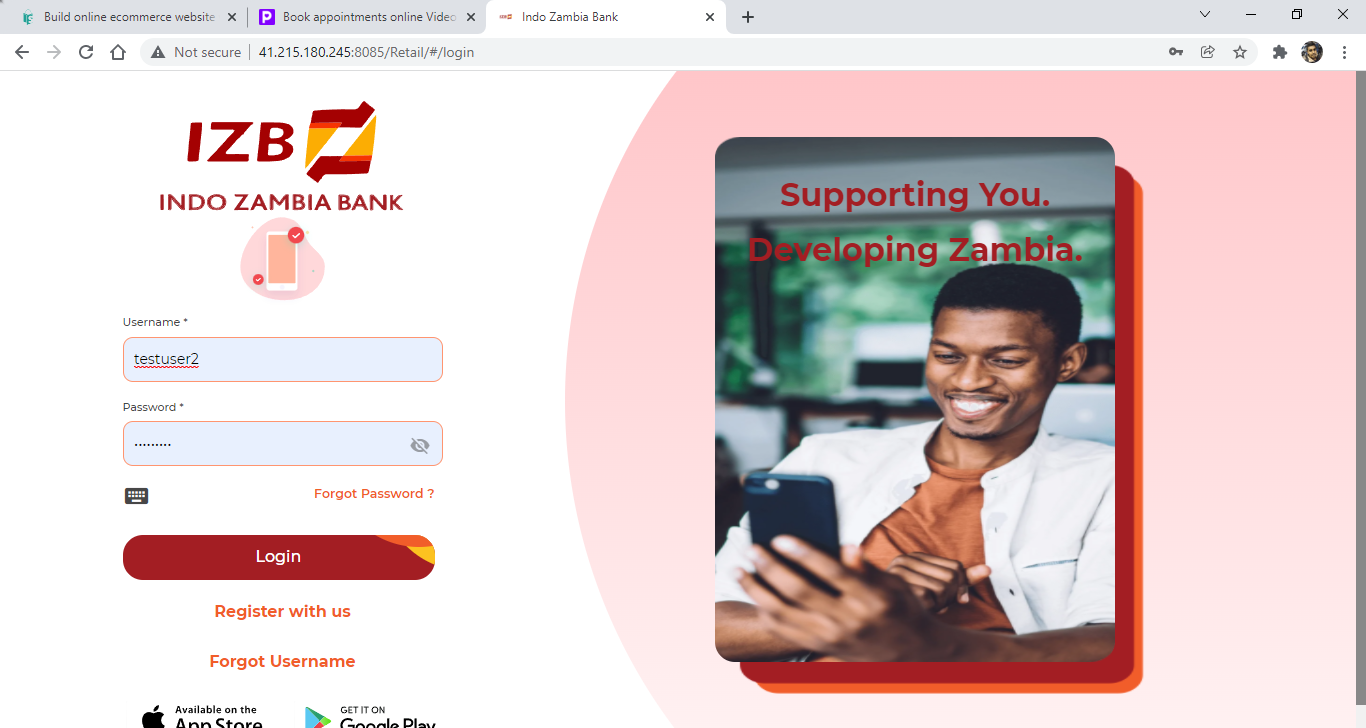 Build online ecommerce website
Book appointments online Video
Indo Zambia Bank
Not secure
41.215.180.245:8085/Retail/#/login
IZB
INDO ZAMBIA BANK
Username *
testuser2
Password *
•••••••••
Forgot Password ?
Login
Register with us
Forgot Username
Available on the
App Store
GET IT ON
Google Play
Supporting You.
Developing Zambia.